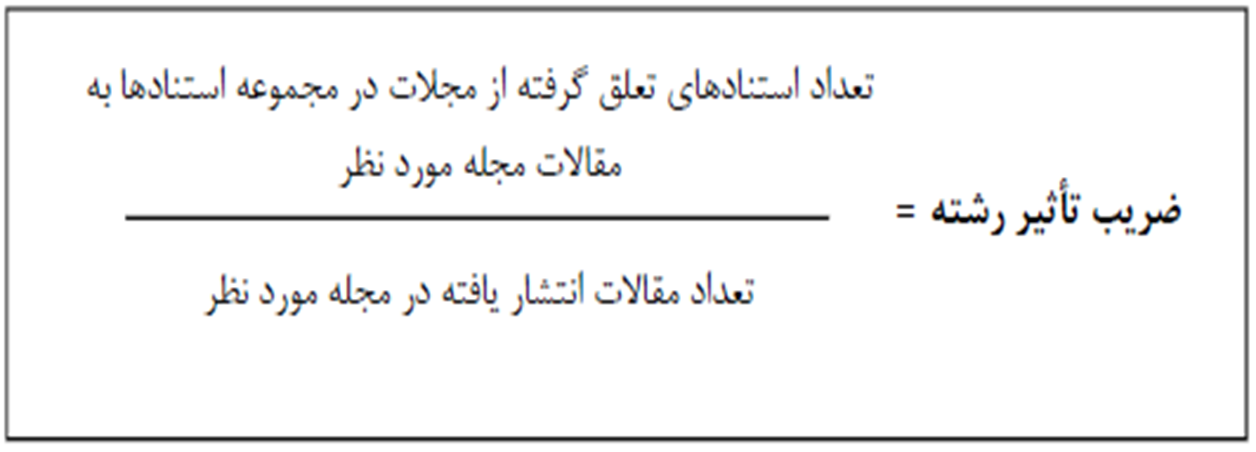 تعداد استنادهای تعلق گرفته از مجلات در مجموعه استنادها به
مقالات مجله مورد نظر
ضریب تأثیر رشته =
تعداد مقالات انتشار یافته در مجله مورد نظر